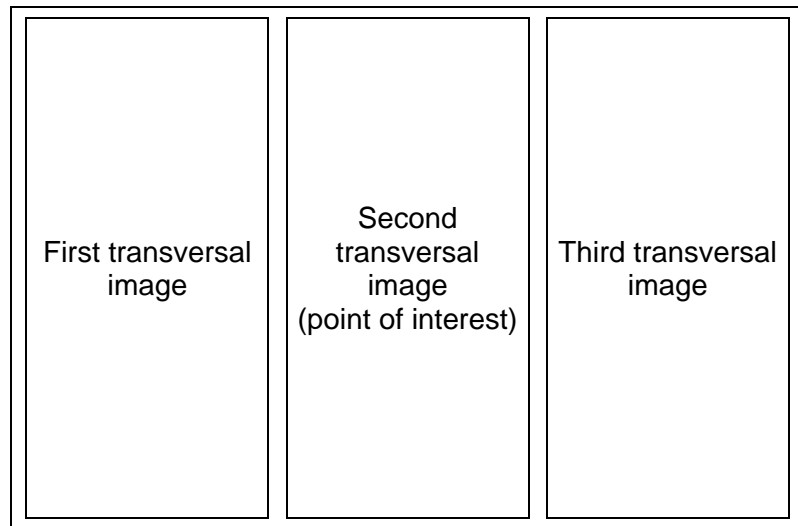 First transversal
image
Second
transversal
image
(point of interest)
Third transversal
image